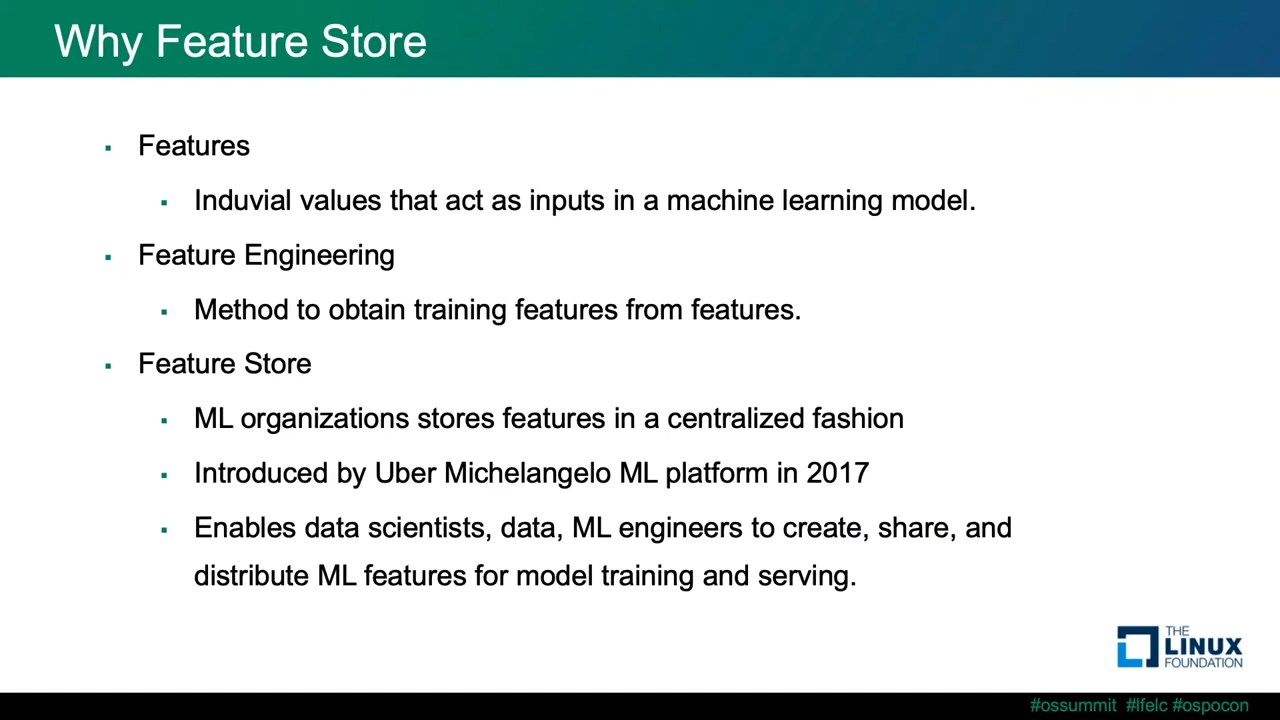 Why Feature Store
▪ Features
▪ Induvial values that act as inputs in a machine learning model.
▪ Feature Engineering
▪ Method to obtain training features from features.
▪ Feature Store
▪ ML organizations stores features in a centralized fashion
▪ Introduced by Uber Michelangelo ML platform in 2017
▪ Enables data scientists, data, ML engineers to create, share, and
distribute ML features for model training and serving.
THE
LINUX
FOUNDATION
#ossummit #lfelc #ospocon